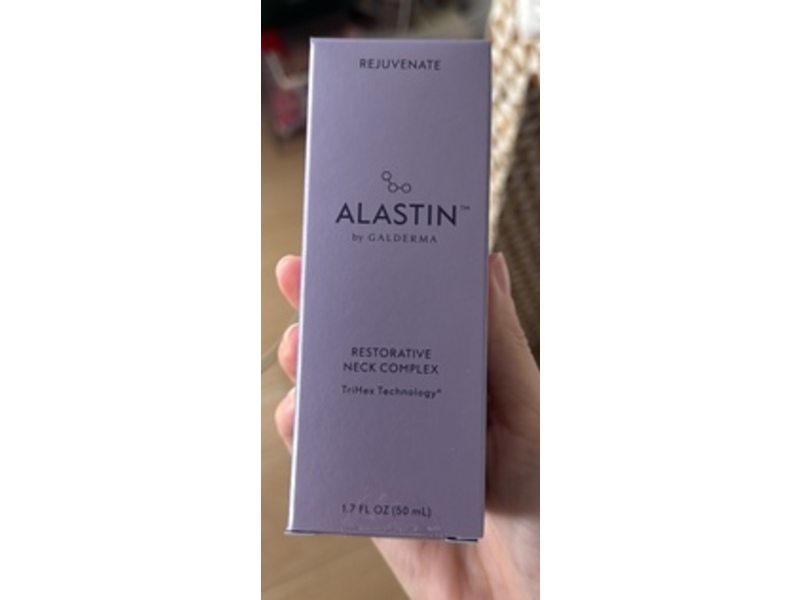 REJUVENATE
ALASTIN™
by GALDERMA
RESTORATIVE
NECK COMPLEX
TriHex Technology®
1.7 FL OZ (50 mL)